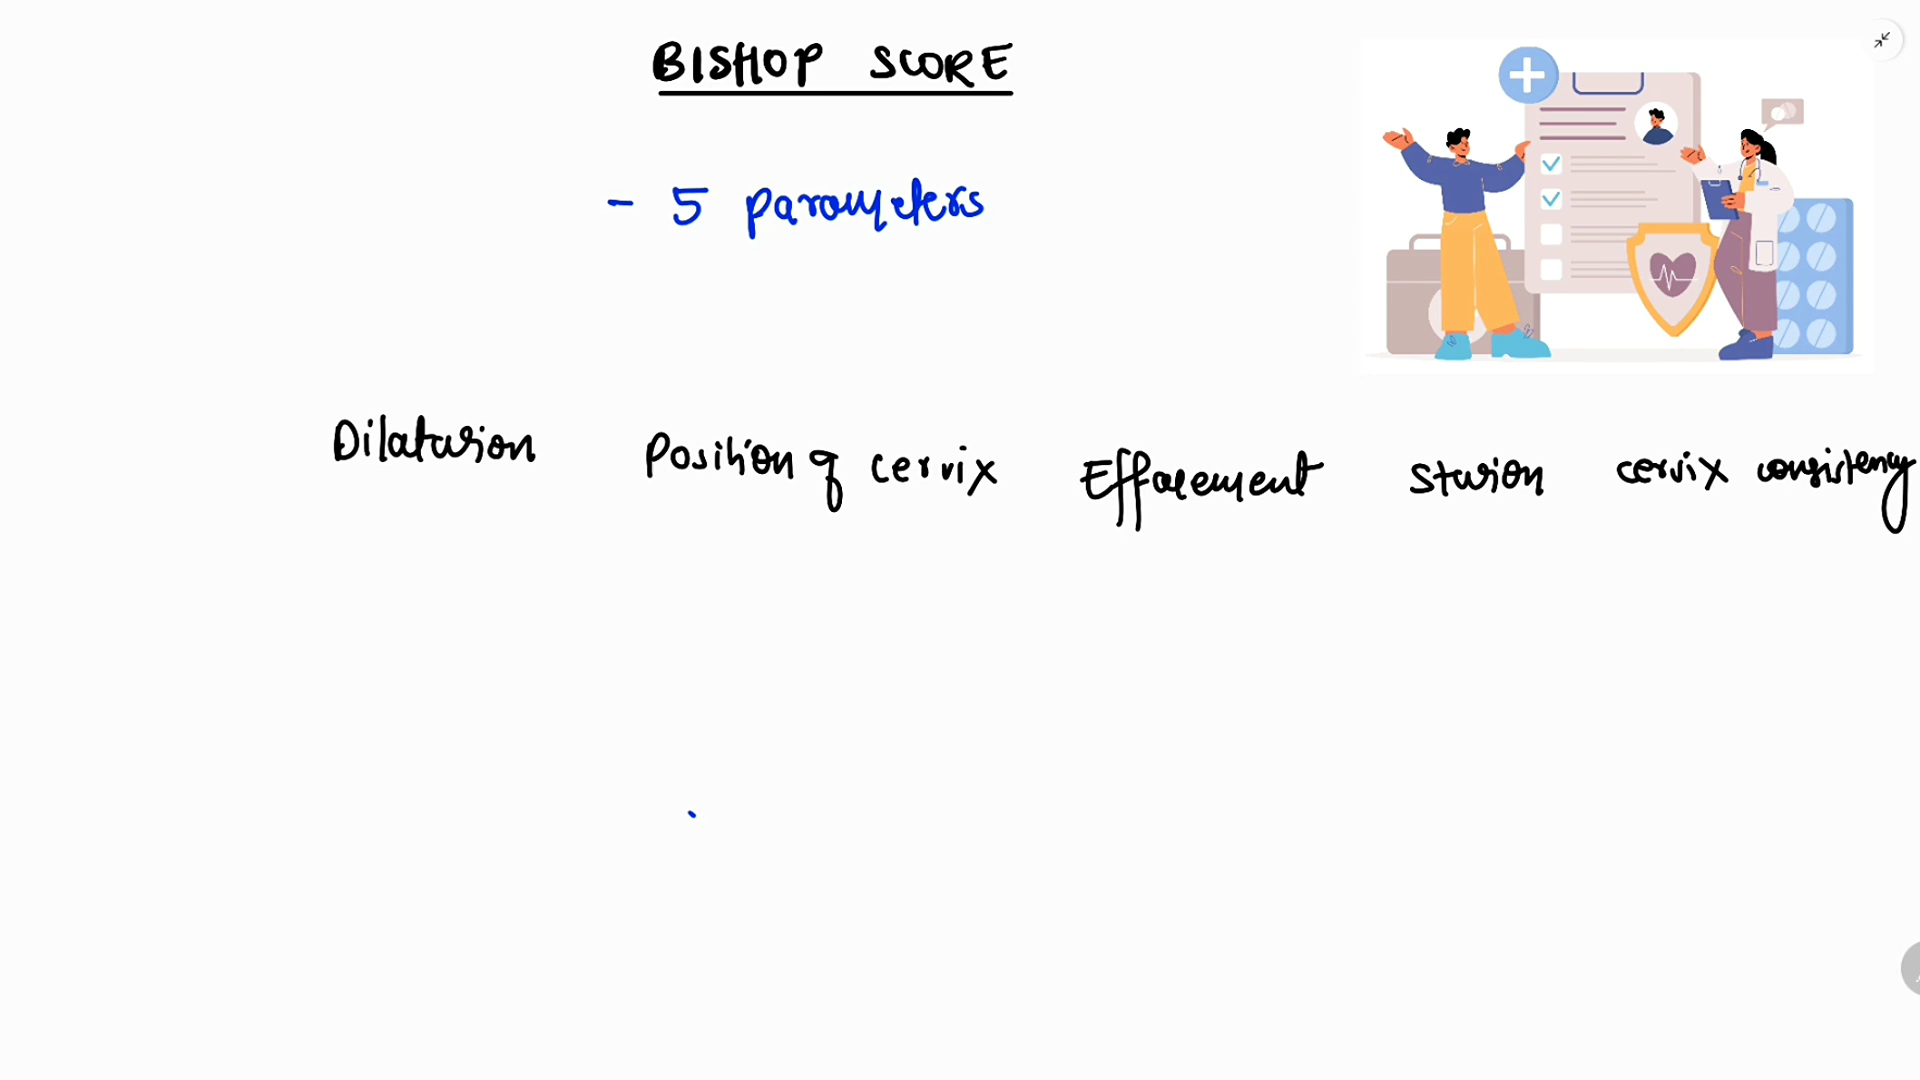 BISHOP SCORE
- 5 parameters
Dilatation Position of cervix Effacement Station cervix consistency